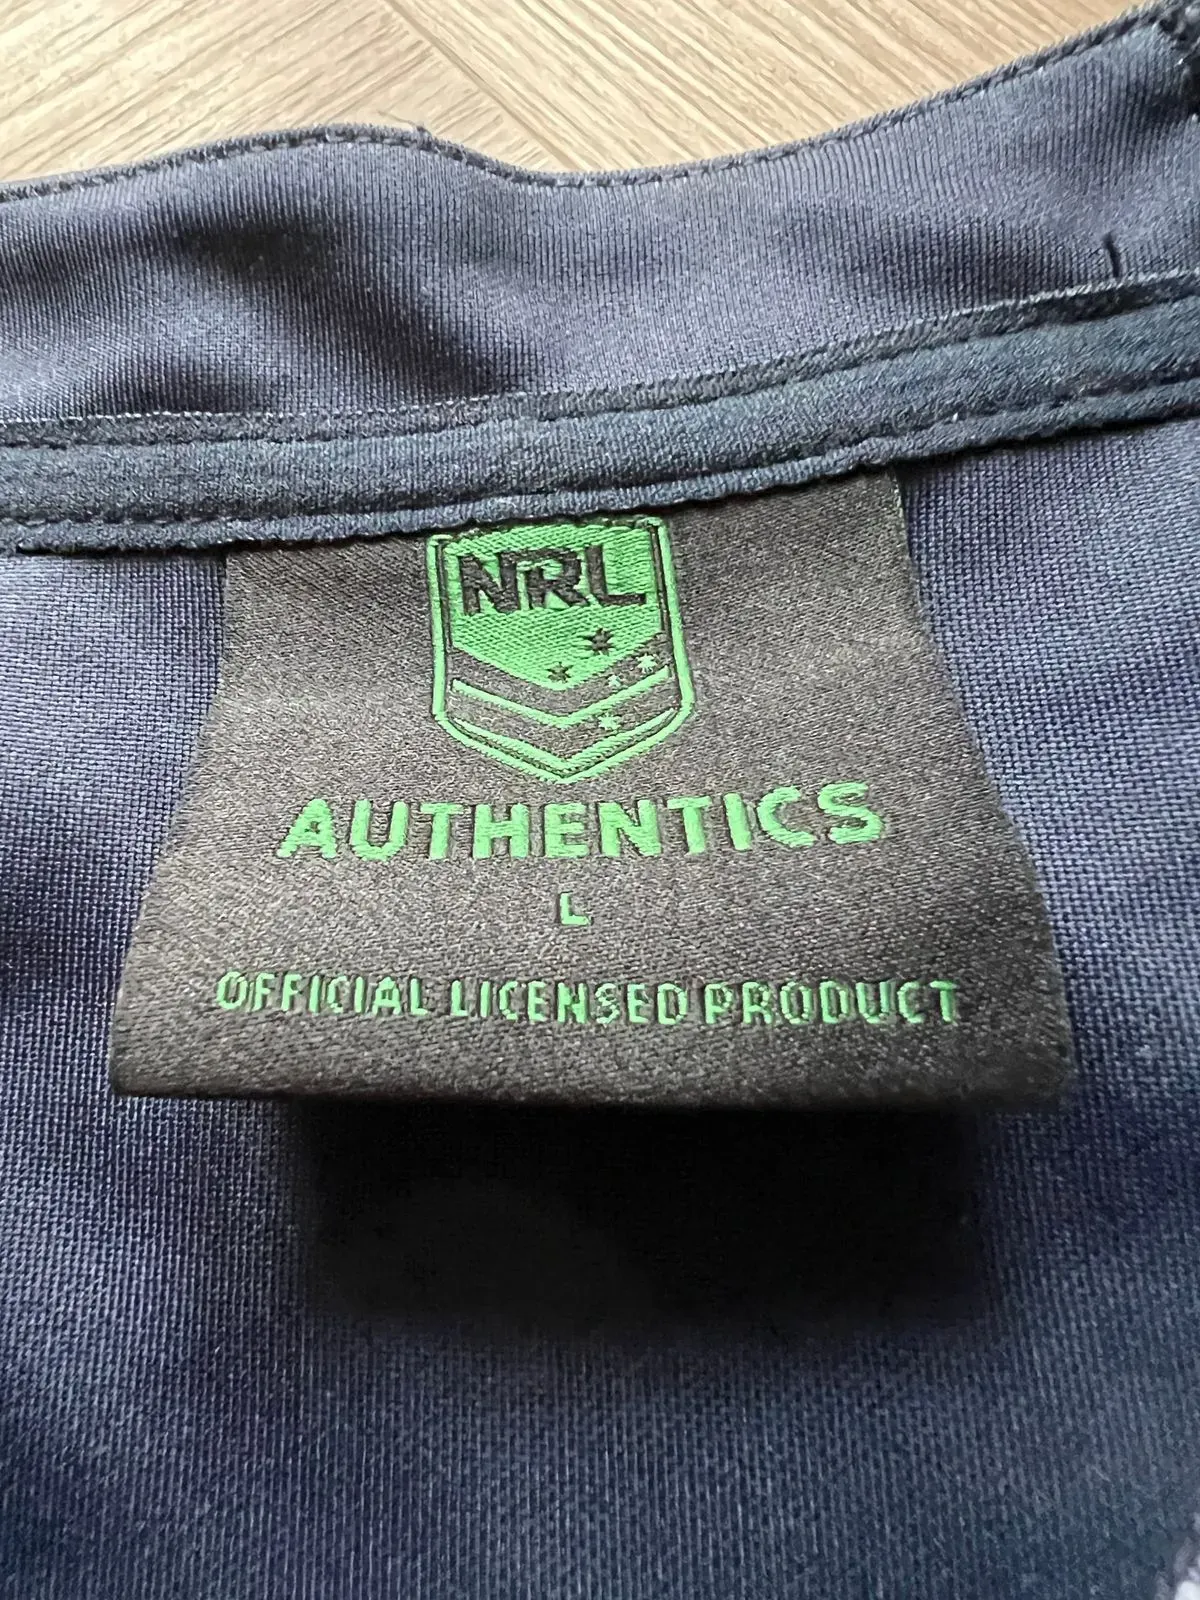 NRL
AUTHENTICS
L
OFFICIAL LICENSED PRODUCT